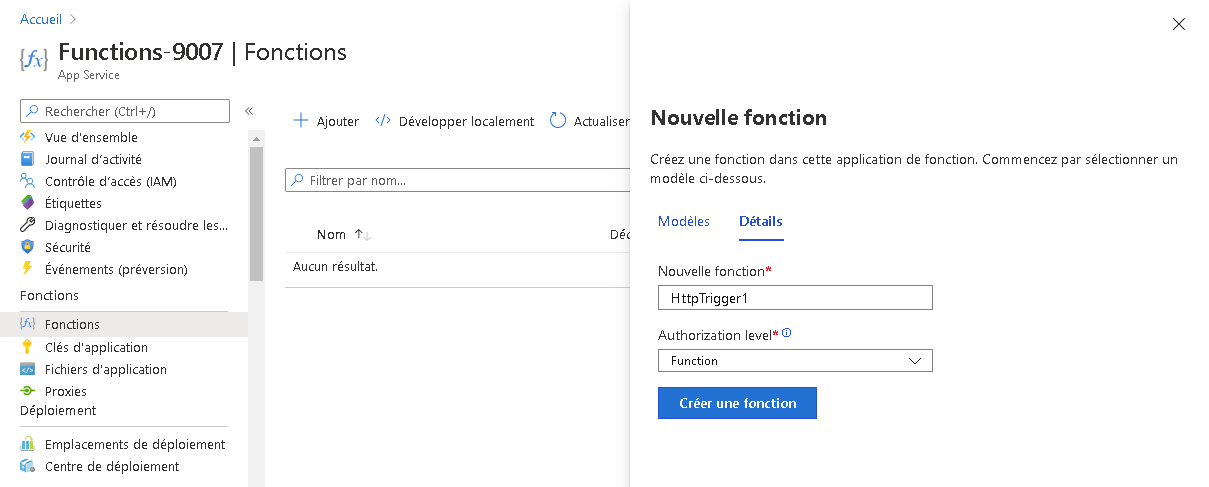 Accueil
Functions-9007 | Fonctions
App Service
Rechercher (Ctrl+/)
Vue d'ensemble
Journal d'activité
Contrôle d'accès (IAM)
Étiquettes
Diagnostiquer et résoudre les...
Sécurité
Événements (préversion)
Fonctions
Fonctions
Clés d'application
Fichiers d'application
Proxies
Déploiement
Emplacements de déploiement
Centre de déploiement
Ajouter
Développer localement
Actualiser
Filtrer par nom...
Nom
Déc
Aucun résultat.
Nouvelle fonction
Créez une fonction dans cette application de fonction. Commencez par sélectionner un
modèle ci-dessous.
Modèles
Détails
Nouvelle fonction*
HttpTrigger1
Authorization level*
Function
Créer une fonction